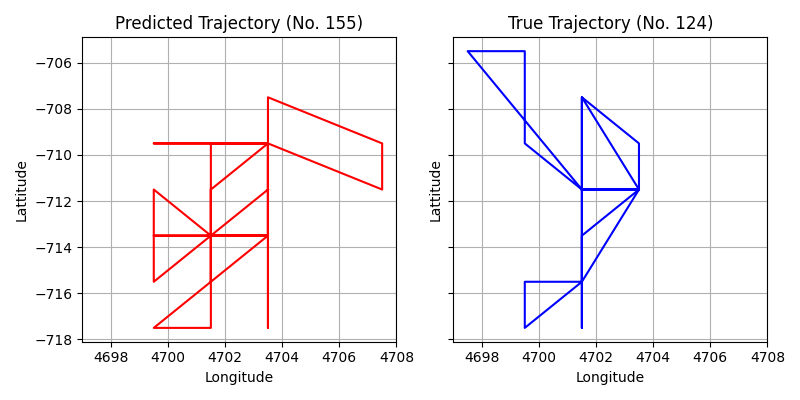 Predicted Trajectory (No. 155)
True Trajectory (No. 124)
−706
−708
−710
−712
−714
−716
−718
Lattitude
Lattitude
4698 4700 4702 4704 4706 4708
4698 4700 4702 4704 4706 4708
Longitude
Longitude